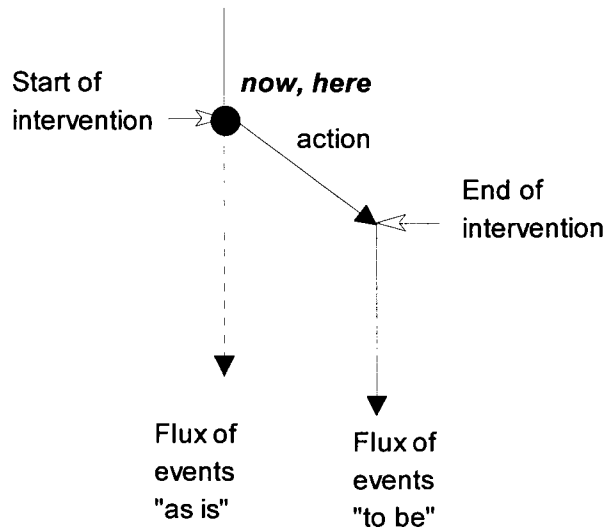 Start of
intervention
now, here
action
End of
intervention
Flux of
events
"as is"
Flux of
events
"to be"